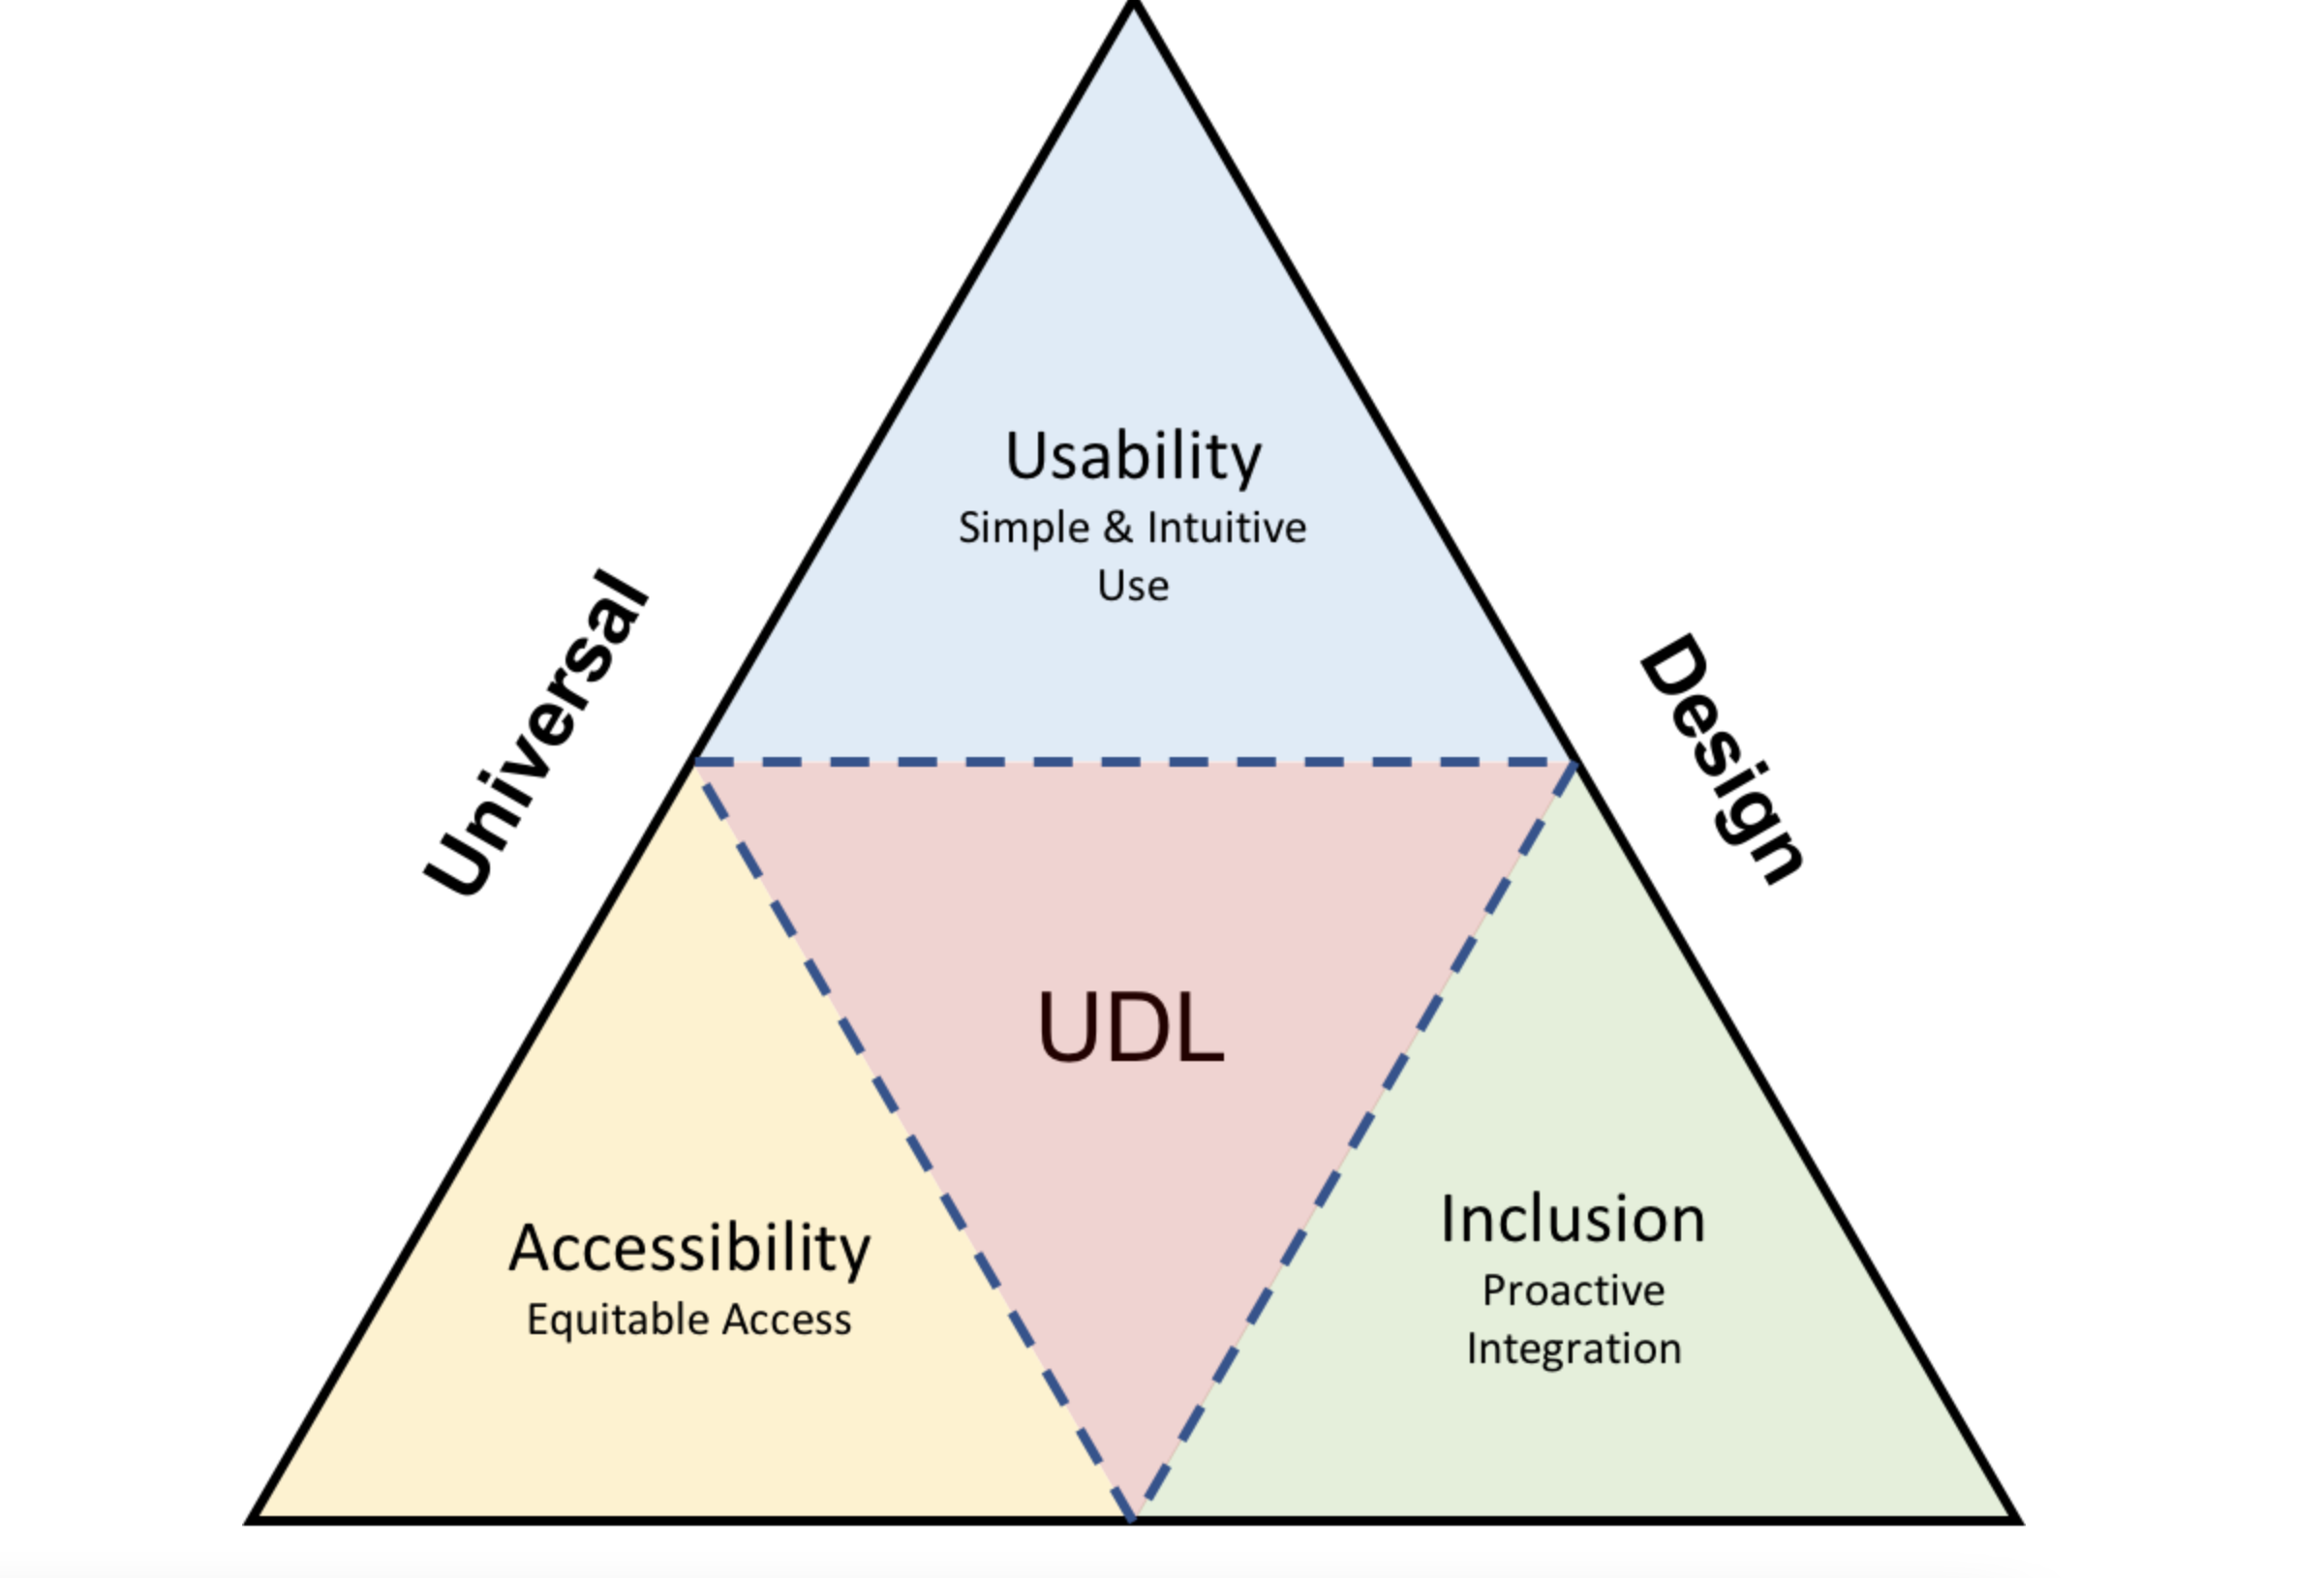 Usability
Simple & Intuitive
Use
Universal
Design
UDL
Accessibility
Equitable Access
Inclusion
Proactive
Integration